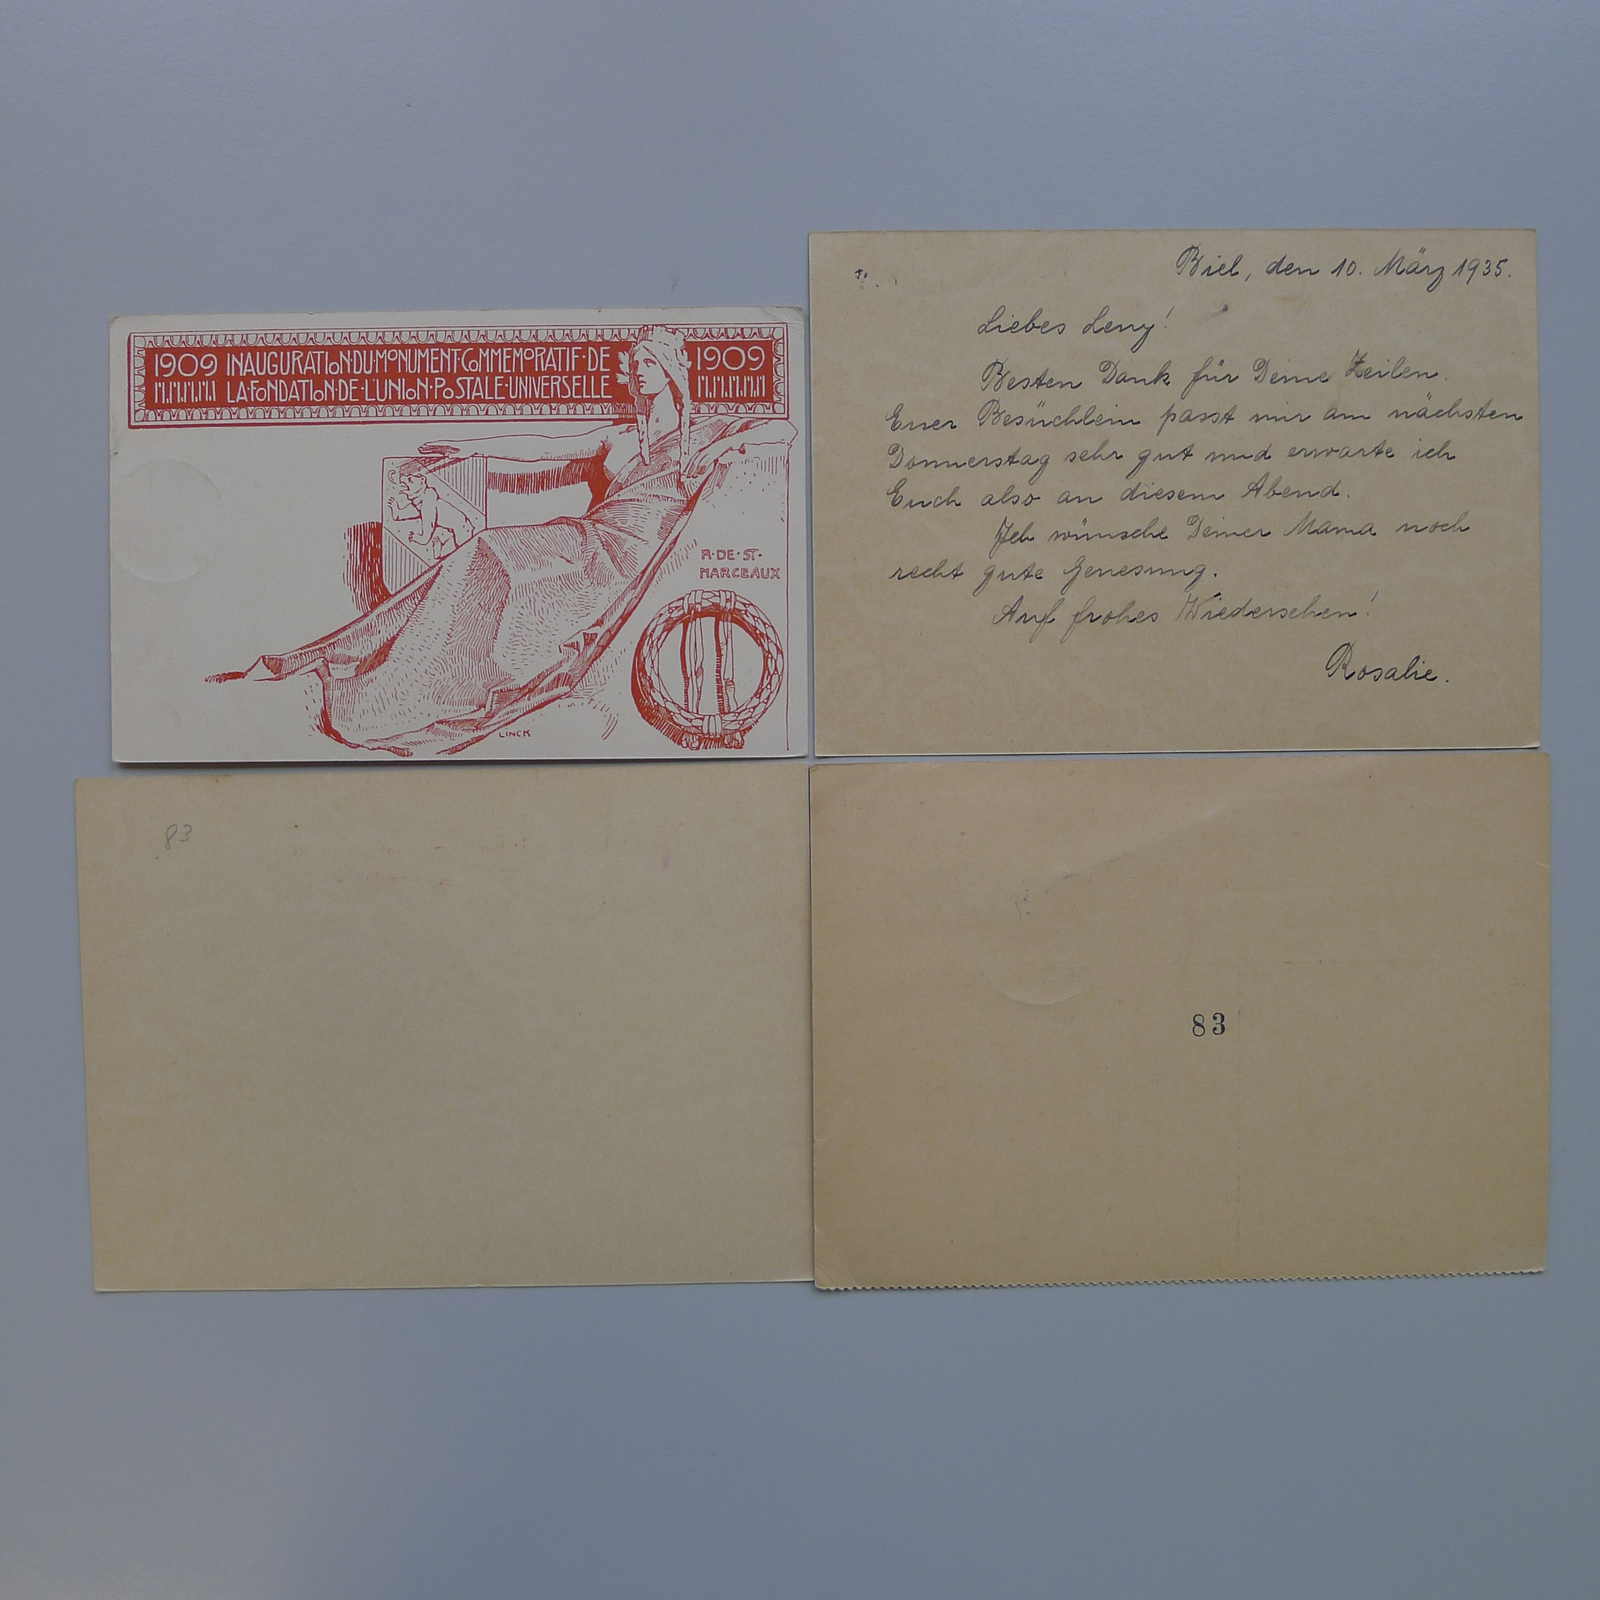 1909 INAUGURATION·DU·MONUMENT·COMMEMORATIF·DE 1909
LA·FONDATION·DE·L'UNION·POSTALE·UNIVERSELLE
R·DE·ST·
MARCEAUX
LINCK
Biel, den 10. März 1935.
Liebes Leny!
Besten Dank für Deine Zeilen.
Euer Besüchlein passt mir am nächsten
Donnerstag sehr gut und erwarte ich
Euch also an diesem Abend.
Ich wünsche Deiner Mama noch
recht gute Genesung.
Auf frohes Wiedersehen!
Rosalie.
83
83